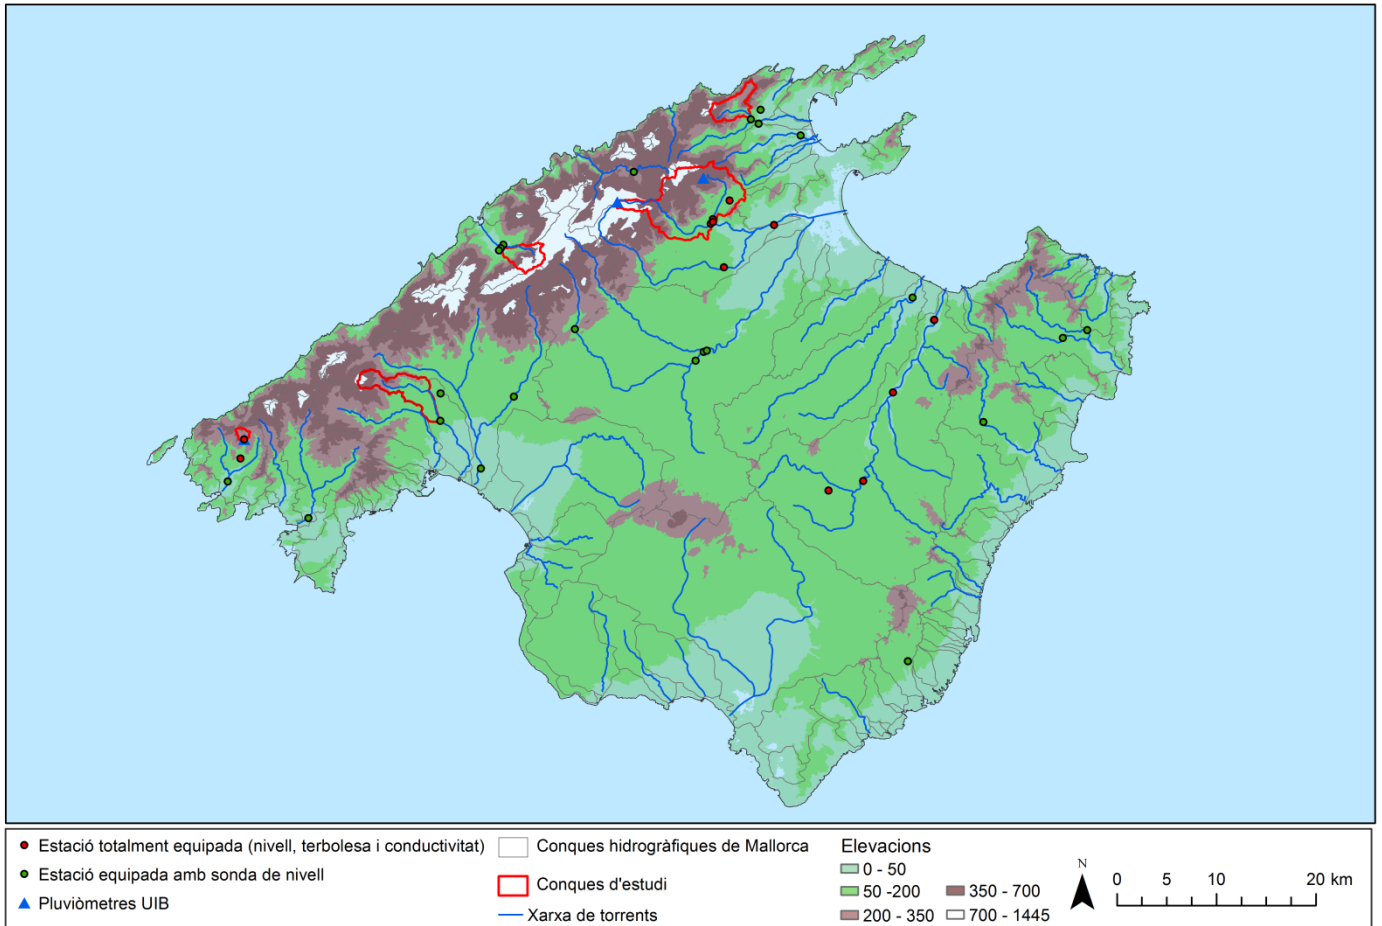 Estació totalment equipada (nivell, terbolesa i conductivitat)
Estació equipada amb sonda de nivell
Pluviòmetres UIB
Conques hidrogràfiques de Mallorca
Conques d'estudi
Xarxa de torrents
Elevacions
0 - 50
50 -200
200 - 350
350 - 700
700 - 1445
N
0 5 10 20 km